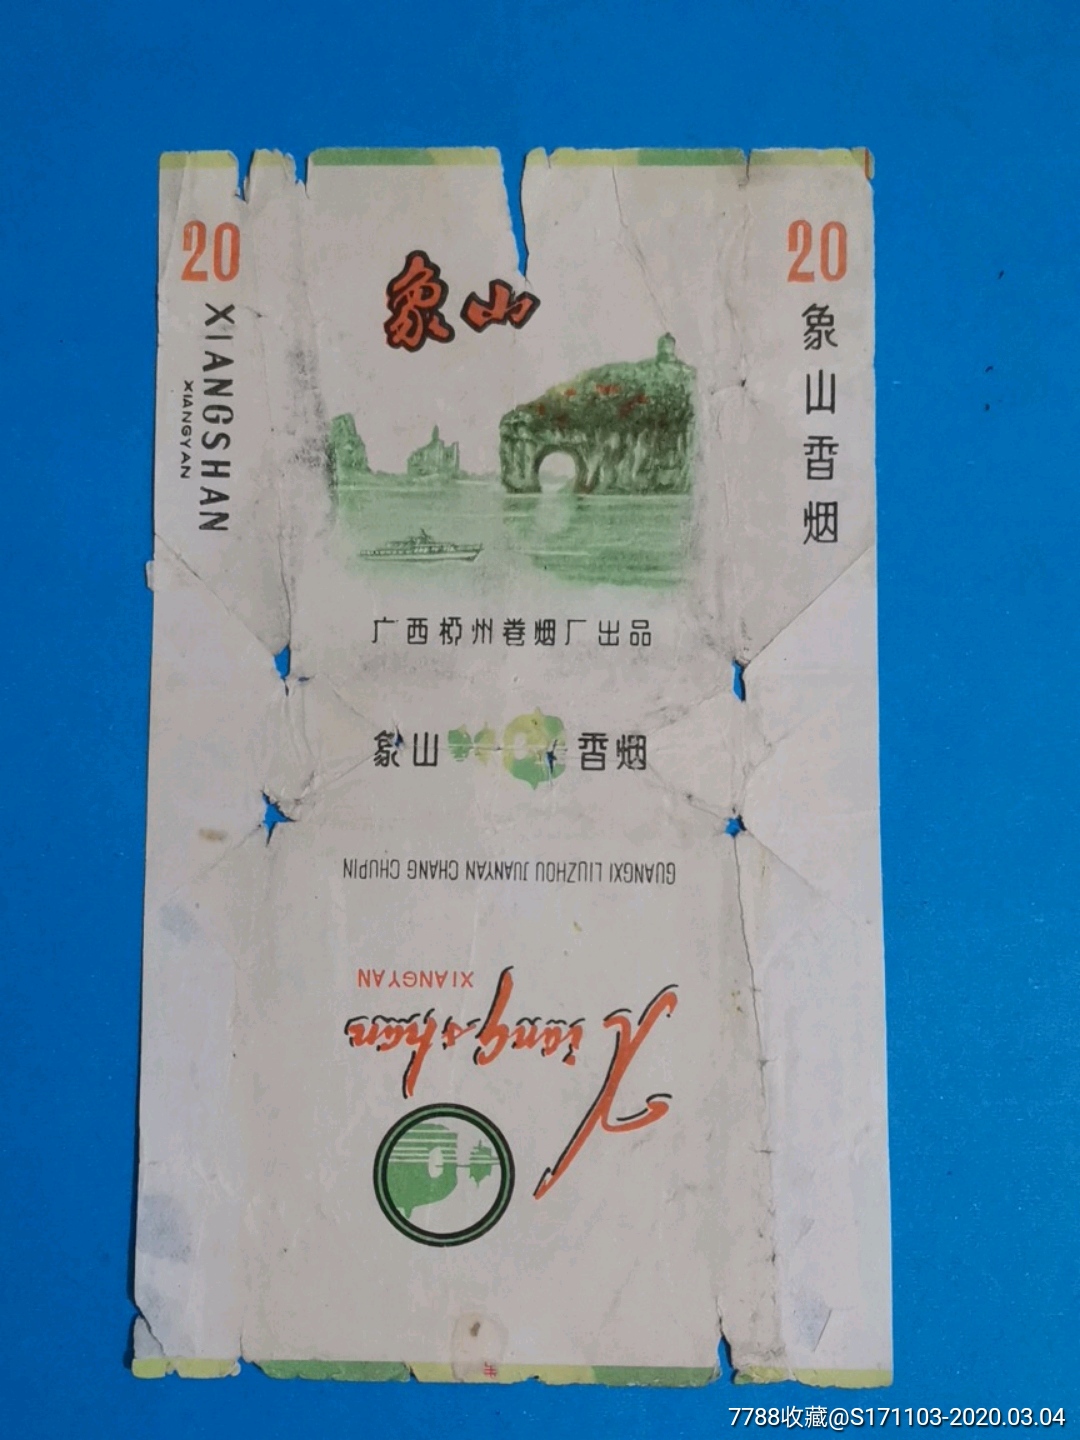 20
XIANGSHAN
XIANGYAN
象山
20
象山香烟
广西柳州卷烟厂出品
象山 香烟
GUANGXI LIUZHOU JUANYAN CHANG CHUPIN
XIANGYAN
Xiangshan
7788收藏@S171103-2020.03.04